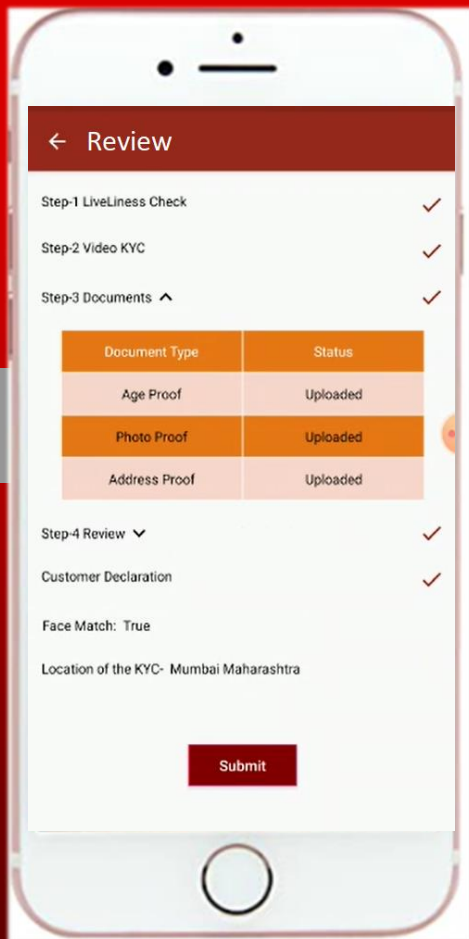 Review
Step-1 LiveLiness Check
Step-2 Video KYC
Step-3 Documents
Document Type Status
Age Proof Uploaded
Photo Proof Uploaded
Address Proof Uploaded
Step-4 Review
Customer Declaration
Face Match: True
Location of the KYC- Mumbai Maharashtra
Submit